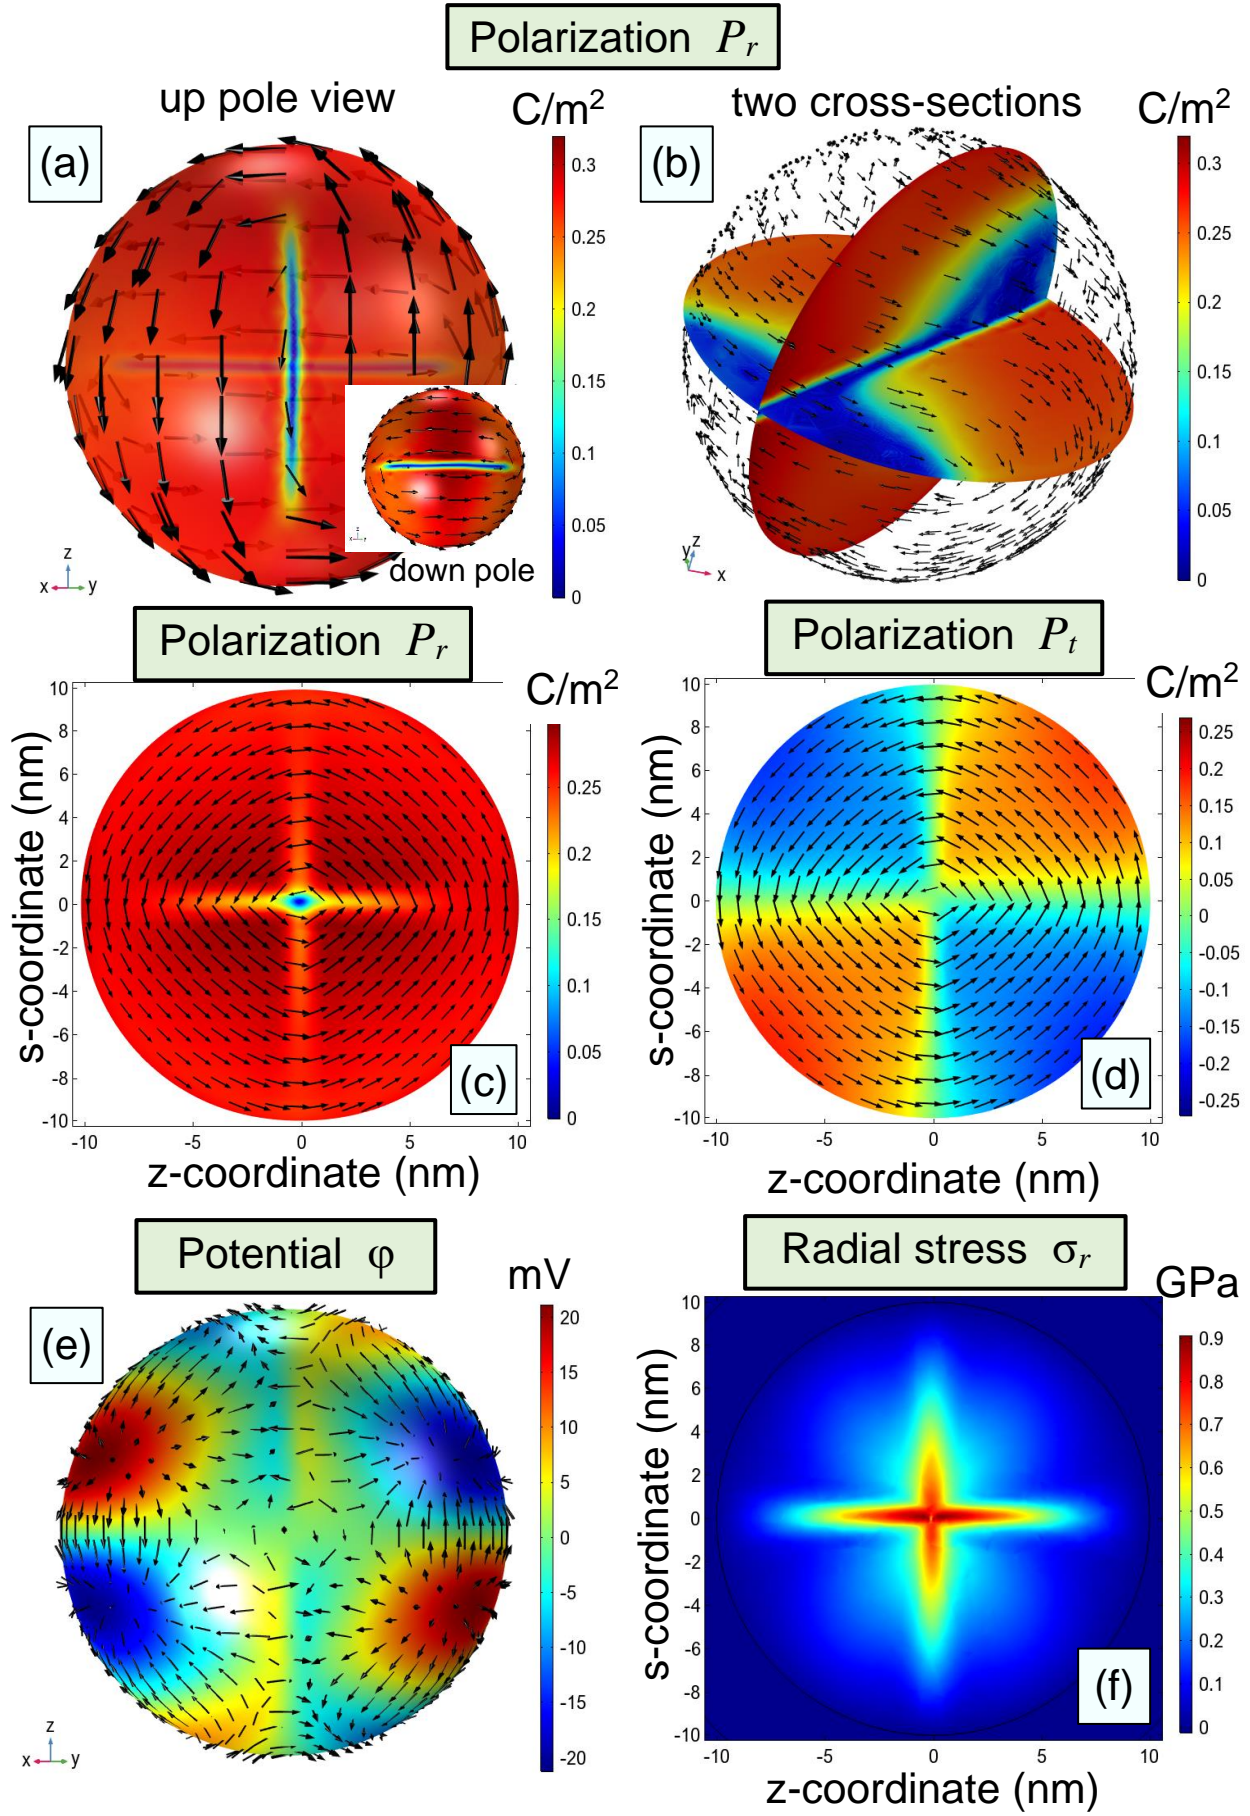 Polarization Pr
up pole view
two cross-sections
C/m2
C/m2
(a)
(b)
0.3
0.25
0.2
0.15
0.1
0.05
0
0.3
0.25
0.2
0.15
0.1
0.05
0
z
x y
down pole
y z
x
Polarization Pr
Polarization Pt
C/m2
C/m2
s-coordinate (nm)
10
8
6
4
2
0
-2
-4
-6
-8
-10
-10 -5 0 5 10
z-coordinate (nm)
(c)
0.25
0.2
0.15
0.1
0.05
0
s-coordinate (nm)
10
8
6
4
2
0
-2
-4
-6
-8
-10
-10 -5 0 5 10
z-coordinate (nm)
(d)
0.25
0.2
0.15
0.1
0.05
0
-0.05
-0.1
-0.15
-0.2
-0.25
Potential φ
Radial stress σr
mV
GPa
(e)
20
15
10
5
0
-5
-10
-15
-20
z
x y
s-coordinate (nm)
10
8
6
4
2
0
-2
-4
-6
-8
-10
-10 -5 0 5 10
z-coordinate (nm)
(f)
0.9
0.8
0.7
0.6
0.5
0.4
0.3
0.2
0.1
0